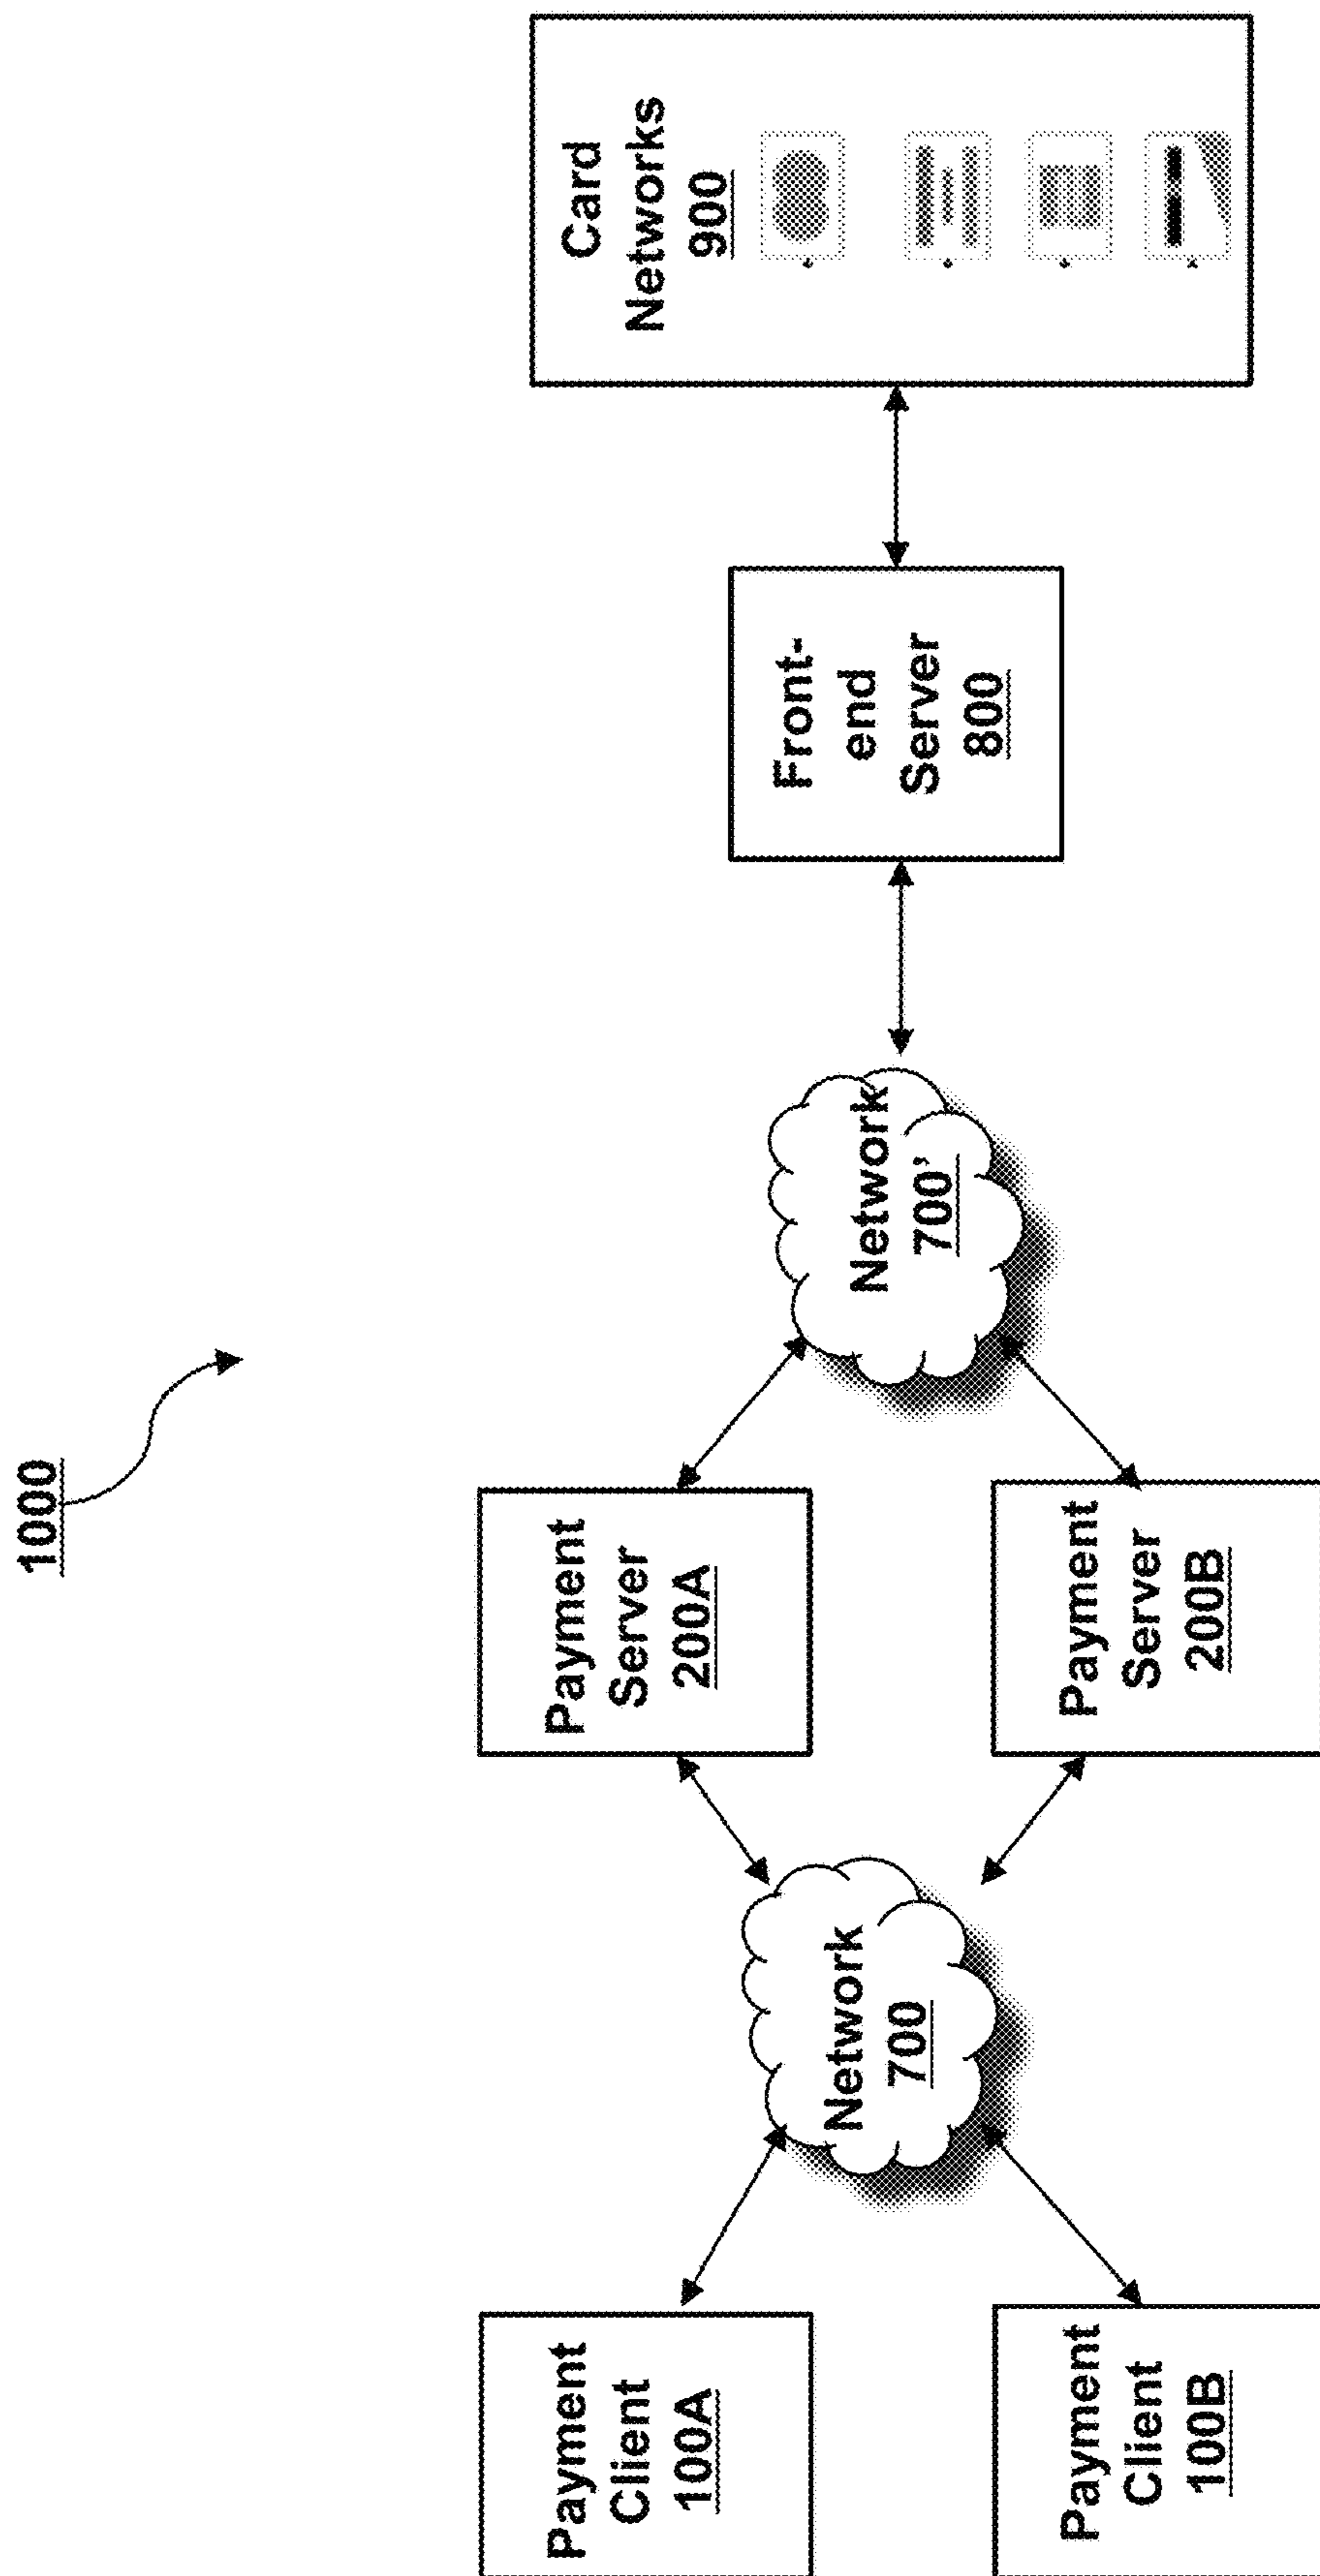 1000
Payment
Client
100A
Payment
Client
100B
Network
700
Payment
Server
200A
Payment
Server
200B
Network
700’
Front-
end
Server
800
Card
Networks
900